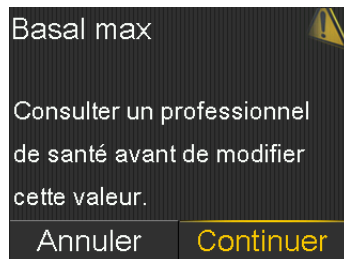 Basal max
Consulter un professionnel
de santé avant de modifier
cette valeur.
Annuler Continuer